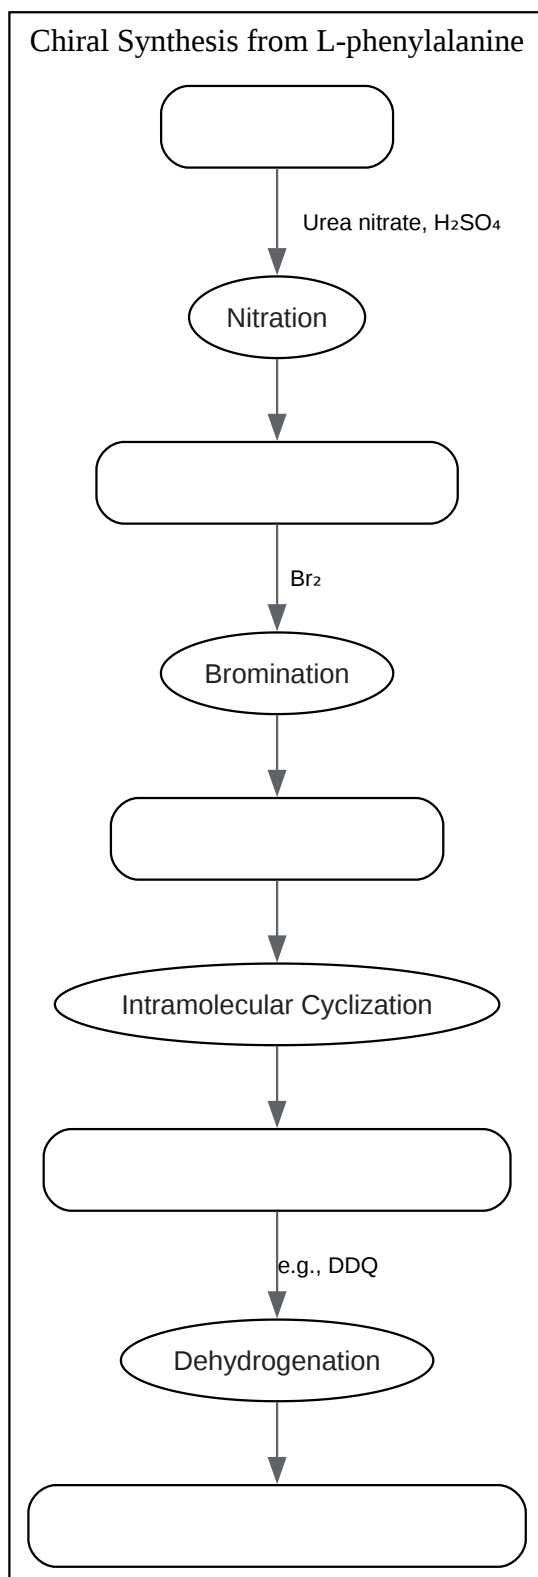 Chiral Synthesis from L-phenylalanine
Urea nitrate, H₂SO₄
Nitration
Br₂
Bromination
Intramolecular Cyclization
e.g., DDQ
Dehydrogenation